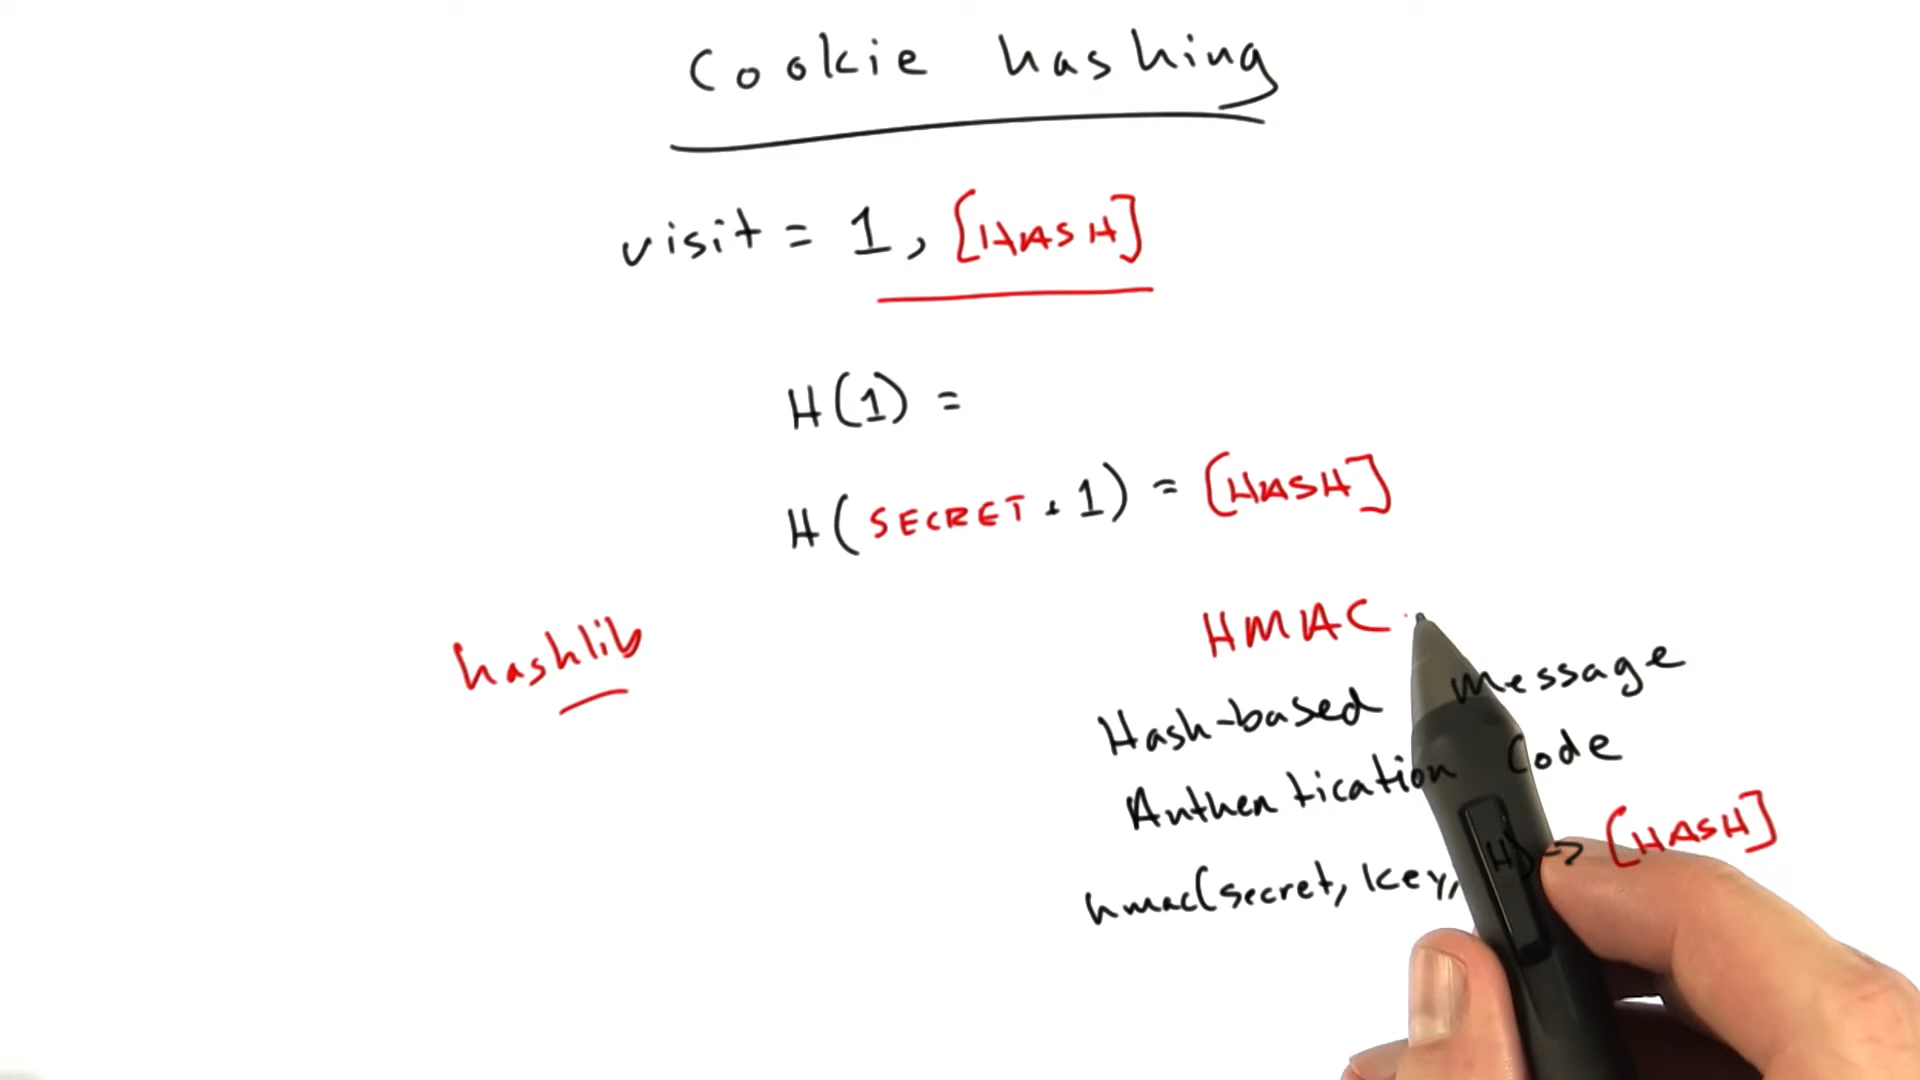 Cookie hashing
visit = 1, [HASH]
H(1) =
H(SECRET . 1) = [HASH]
hashlib
HMAC
Hash-based message
Authentication Code
hmac(secret, key, H) -> [HASH]